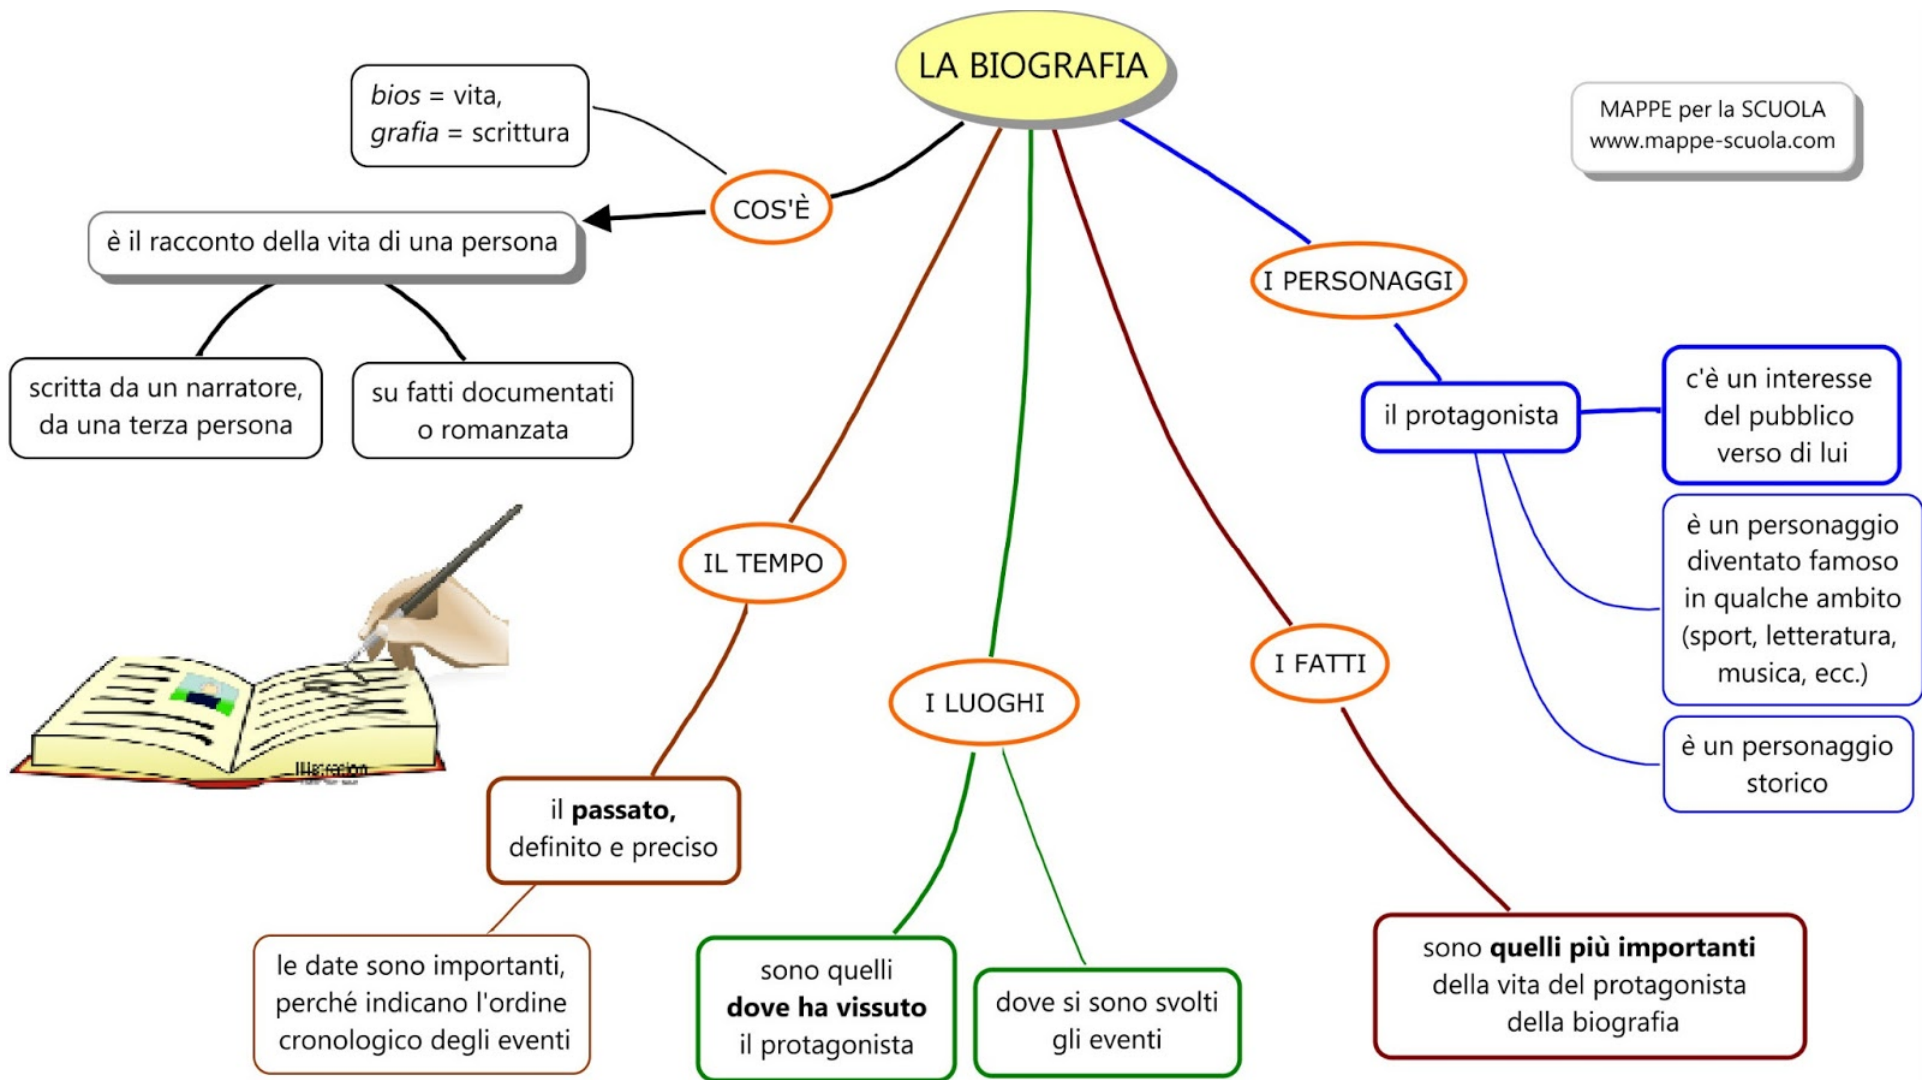 LA BIOGRAFIA
MAPPE per la SCUOLA
www.mappe-scuola.com
bios = vita,
grafia = scrittura
COS'È
è il racconto della vita di una persona
scritta da un narratore,
da una terza persona
su fatti documentati
o romanzata
IL TEMPO
il passato,
definito e preciso
le date sono importanti,
perché indicano l'ordine
cronologico degli eventi
I LUOGHI
sono quelli
dove ha vissuto
il protagonista
dove si sono svolti
gli eventi
I FATTI
sono quelli più importanti
della vita del protagonista
della biografia
I PERSONAGGI
il protagonista
c'è un interesse
del pubblico
verso di lui
è un personaggio
diventato famoso
in qualche ambito
(sport, letteratura,
musica, ecc.)
è un personaggio
storico